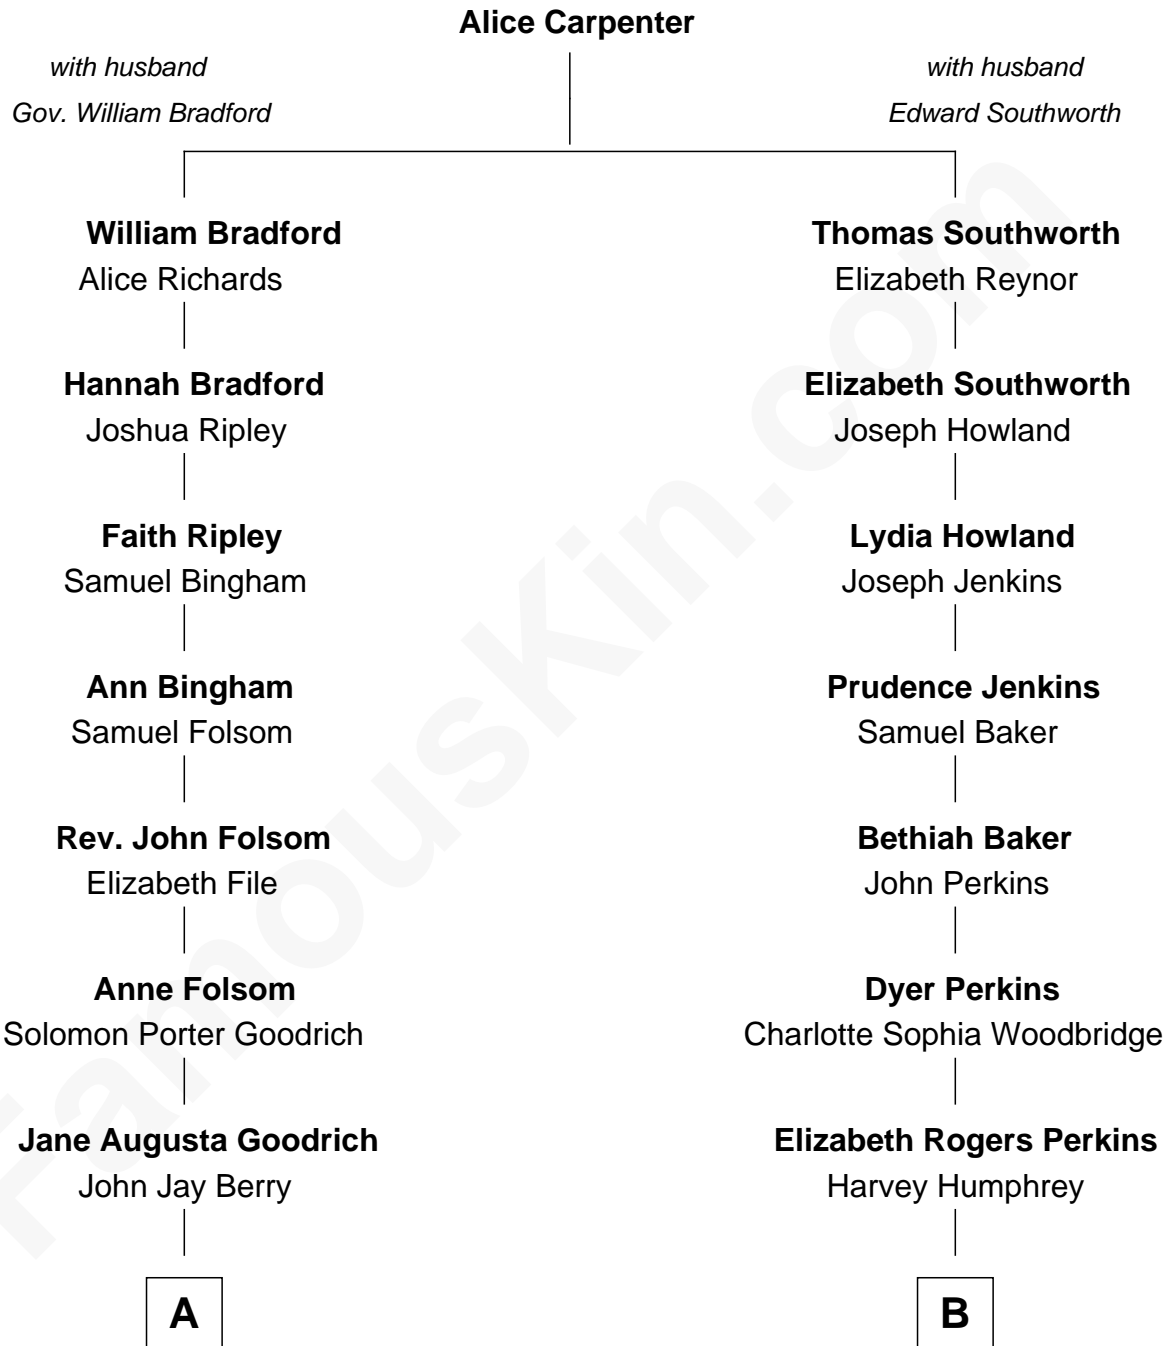 Alice Carpenter
with husband
Gov. William Bradford
with husband
Edward Southworth
William Bradford
Alice Richards
Thomas Southworth
Elizabeth Reynor
Hannah Bradford
Joshua Ripley
Elizabeth Southworth
Joseph Howland
Faith Ripley
Samuel Bingham
Lydia Howland
Joseph Jenkins
Ann Bingham
Samuel Folsom
Prudence Jenkins
Samuel Baker
Rev. John Folsom
Elizabeth File
Bethiah Baker
John Perkins
Anne Folsom
Solomon Porter Goodrich
Dyer Perkins
Charlotte Sophia Woodbridge
Jane Augusta Goodrich
John Jay Berry
Elizabeth Rogers Perkins
Harvey Humphrey
A
B
FamousKin.com